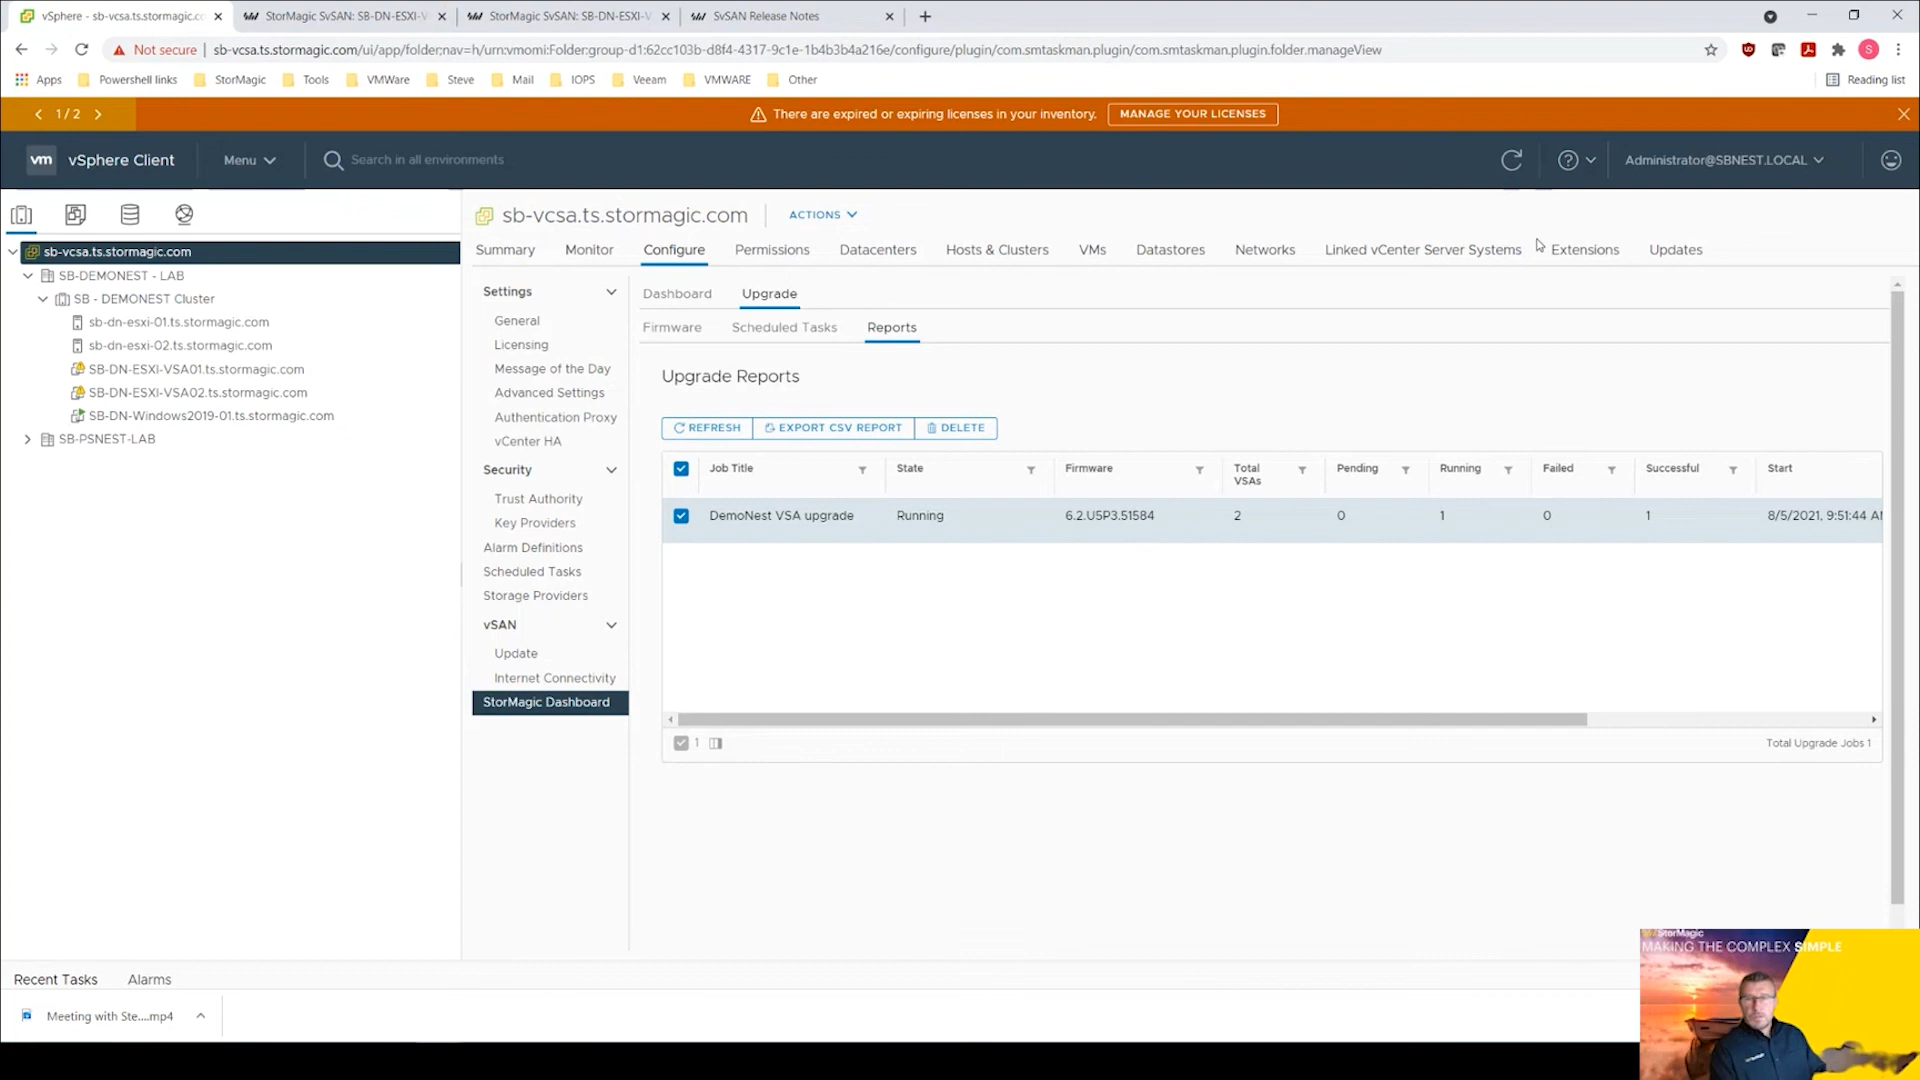 vSphere - sb-vcsa.ts.stormagic.co
StorMagic SvSAN: SB-DN-ESXI-V
StorMagic SvSAN: SB-DN-ESXI-V
SvSAN Release Notes
Not secure
sb-vcsa.ts.stormagic.com/ui/app/folder;nav=h/urn:vmomi:Folder:group-d1:62cc103b-d8f4-4317-9c1e-1b4b3b4a216e/configure/plugin/com.smtaskman.plugin/com.smtaskman.plugin.folder.manageView
S
Apps
Powershell links
StorMagic
Tools
VMWare
Steve
Mail
IOPS
Veeam
VMWARE
Other
Reading list
1 / 2
There are expired or expiring licenses in your inventory.
MANAGE YOUR LICENSES
vm
vSphere Client
Menu
Search in all environments
Administrator@SBNEST.LOCAL
sb-vcsa.ts.stormagic.com
SB-DEMONEST - LAB
SB - DEMONEST Cluster
sb-dn-esxi-01.ts.stormagic.com
sb-dn-esxi-02.ts.stormagic.com
SB-DN-ESXI-VSA01.ts.stormagic.com
SB-DN-ESXI-VSA02.ts.stormagic.com
SB-DN-Windows2019-01.ts.stormagic.com
SB-PSNEST-LAB
sb-vcsa.ts.stormagic.com
ACTIONS
Summary
Monitor
Configure
Permissions
Datacenters
Hosts & Clusters
VMs
Datastores
Networks
Linked vCenter Server Systems
Extensions
Updates
Settings
General
Licensing
Message of the Day
Advanced Settings
Authentication Proxy
vCenter HA
Security
Trust Authority
Key Providers
Alarm Definitions
Scheduled Tasks
Storage Providers
vSAN
Update
Internet Connectivity
StorMagic Dashboard
Dashboard
Upgrade
Firmware
Scheduled Tasks
Reports
Upgrade Reports
REFRESH
EXPORT CSV REPORT
DELETE
Job Title
State
Firmware
Total
VSAs
Pending
Running
Failed
Successful
Start
DemoNest VSA upgrade
Running
6.2.U5P3.51584
2
0
1
0
1
8/5/2021, 9:51:44 AM
1
Total Upgrade Jobs 1
Recent Tasks
Alarms
Meeting with Ste....mp4
StorMagic
MAKING THE COMPLEX SIMPLE